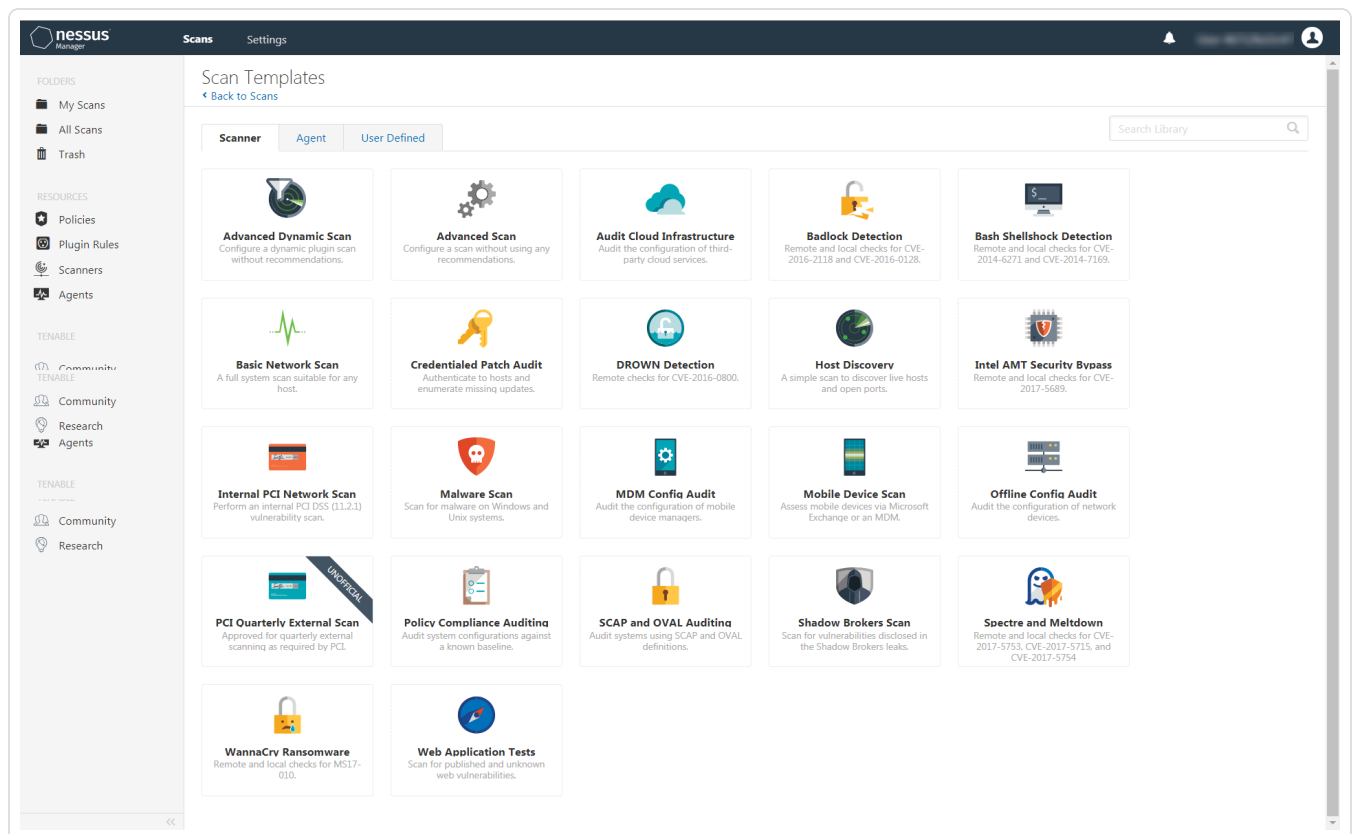 nessus
Manager
Scans
Settings
FOLDERS
My Scans
All Scans
Trash
RESOURCES
Policies
Plugin Rules
Scanners
Agents
TENABLE
Community
TENABLE
Community
Research
Agents
TENABLE
Community
Research
Scan Templates
Back to Scans
Scanner
Agent
User Defined
Search Library
Advanced Dynamic Scan
Configure a dynamic plugin scan
without recommendations.
Advanced Scan
Configure a scan without using any
recommendations.
Audit Cloud Infrastructure
Audit the configuration of third-
party cloud services.
Badlock Detection
Remote and local checks for CVE-
2016-2118 and CVE-2016-0128.
$_
Bash Shellshock Detection
Remote and local checks for CVE-
2014-6271 and CVE-2014-7169.
Basic Network Scan
A full system scan suitable for any
host.
Credentialed Patch Audit
Authenticate to hosts and
enumerate missing updates.
DROWN Detection
Remote checks for CVE-2016-0800.
Host Discovery
A simple scan to discover live hosts
and open ports.
Intel AMT Security Bypass
Remote and local checks for CVE-
2017-5689.
Internal PCI Network Scan
Perform an internal PCI DSS (11.2.1)
vulnerability scan.
Malware Scan
Scan for malware on Windows and
Unix systems.
MDM Config Audit
Audit the configuration of mobile
device managers.
Mobile Device Scan
Assess mobile devices via Microsoft
Exchange or an MDM.
Offline Config Audit
Audit the configuration of network
devices.
UNOFFICIAL
PCI Quarterly External Scan
Approved for quarterly external
scanning as required by PCI.
Policy Compliance Auditing
Audit system configurations against
a known baseline.
SCAP and OVAL Auditing
Audit systems using SCAP and OVAL
definitions.
Shadow Brokers Scan
Scan for vulnerabilities disclosed in
the Shadow Brokers leaks.
Spectre and Meltdown
Remote and local checks for CVE-
2017-5753, CVE-2017-5715, and
CVE-2017-5754
WannaCry Ransomware
Remote and local checks for MS17-
010.
Web Application Tests
Scan for published and unknown
web vulnerabilities.